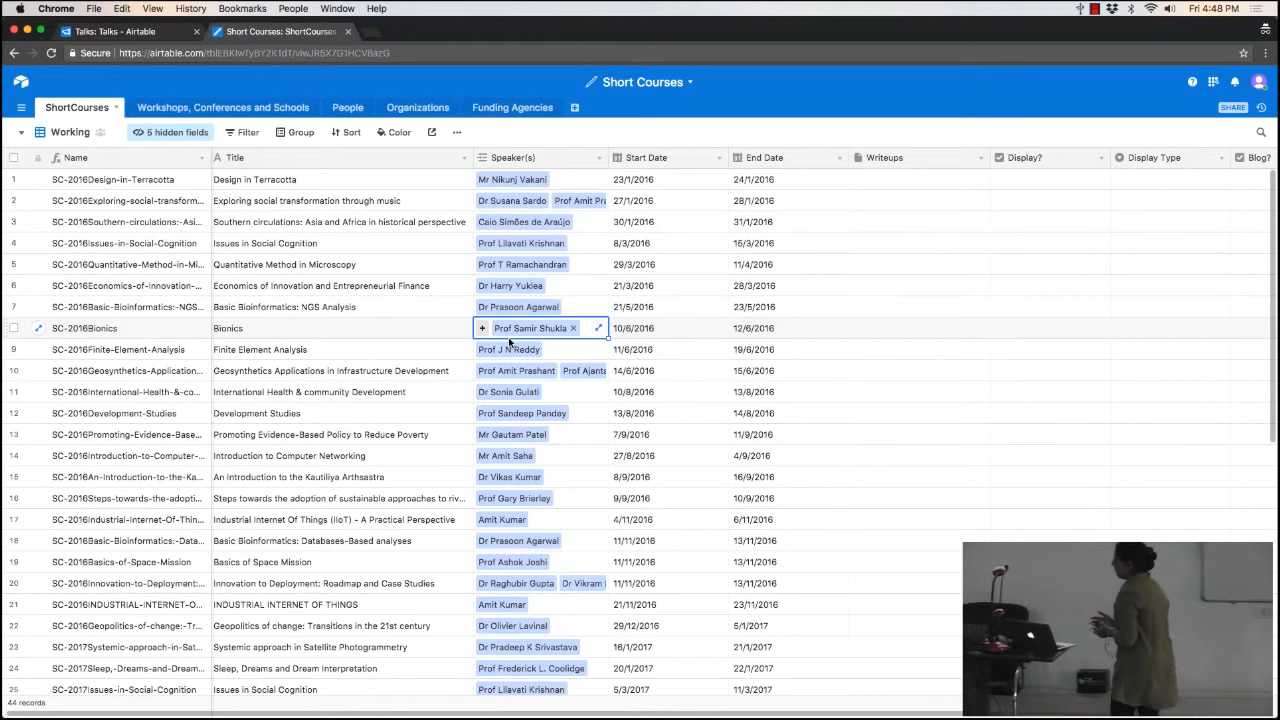 Chrome File Edit View History Bookmarks People Window Help Fri 4:48 PM
Talks: Talks - Airtable Short Courses: ShortCourses
Secure https://airtable.com/
Short Courses
ShortCourses Workshops, Conferences and Schools People Organizations Funding Agencies SHARE
Working 5 hidden fields Filter Group Sort Color
Name Title Speaker(s) Start Date End Date Writeups Display? Display Type Blog?
1 SC-2016Design-in-Terracotta Design in Terracotta Mr Nikunj Vakani 23/1/2016 24/1/2016
2 SC-2016Exploring-social-transform... Exploring social transformation through music Dr Susana Sardo Prof Amit Pra 27/1/2016 28/1/2016
3 SC-2016Southern-circulations:-Asi... Southern circulations: Asia and Africa in historical perspective Caio Simões de Araújo 30/1/2016 31/1/2016
4 SC-2016Issues-in-Social-Cognition Issues in Social Cognition Prof Lilavati Krishnan 8/3/2016 15/3/2016
5 SC-2016Quantitative-Method-in-Mi... Quantitative Method in Microscopy Prof T Ramachandran 29/3/2016 11/4/2016
6 SC-2016Economics-of-Innovation-... Economics of Innovation and Entrepreneurial Finance Dr Harry Yuklea 21/3/2016 28/3/2016
7 SC-2016Basic-Bioinformatics:-NGS... Basic Bioinformatics: NGS Analysis Dr Prasoon Agarwal 21/5/2016 23/5/2016
SC-2016Bionics Bionics Prof Samir Shukla 10/6/2016 12/6/2016
9 SC-2016Finite-Element-Analysis Finite Element Analysis Prof J N Reddy 11/6/2016 19/6/2016
10 SC-2016Geosynthetics-Application... Geosynthetics Applications in Infrastructure Development Prof Amit Prashant Prof Ajanta 14/6/2016 15/6/2016
11 SC-2016International-Health-&-co... International Health & community Development Dr Sonia Gulati 10/8/2016 13/8/2016
12 SC-2016Development-Studies Development Studies Prof Sandeep Pandey 13/8/2016 14/8/2016
13 SC-2016Promoting-Evidence-Base... Promoting Evidence-Based Policy to Reduce Poverty Mr Gautam Patel 7/9/2016 11/9/2016
14 SC-2016Introduction-to-Computer-... Introduction to Computer Networking Mr Amit Saha 27/8/2016 4/9/2016
15 SC-2016An-Introduction-to-the-Ka... An Introduction to the Kautiliya Arthasastra Dr Vikas Kumar 8/9/2016 16/9/2016
16 SC-2016Steps-towards-the-adopti... Steps towards the adoption of sustainable approaches to riv... Prof Gary Brierley 9/9/2016 10/9/2016
17 SC-2016Industrial-Internet-Of-Thin... Industrial Internet Of Things (IIoT) - A Practical Perspective Amit Kumar 4/11/2016 6/11/2016
18 SC-2016Basic-Bioinformatics:-Data... Basic Bioinformatics: Databases-Based analyses Dr Prasoon Agarwal 11/11/2016 13/11/2016
19 SC-2016Basics-of-Space-Mission Basics of Space Mission Prof Ashok Joshi 11/11/2016 13/11/2016
20 SC-2016Innovation-to-Deployment:... Innovation to Deployment: Roadmap and Case Studies Dr Raghubir Gupta Dr Vikram 11/11/2016 13/11/2016
21 SC-2016INDUSTRIAL-INTERNET-O... INDUSTRIAL INTERNET OF THINGS Amit Kumar 21/11/2016 23/11/2016
22 SC-2016Geopolitics-of-change:-Tr... Geopolitics of change: Transitions in the 21st century Dr Olivier Lavinal 29/12/2016 5/1/2017
23 SC-2017Systemic-approach-in-Sat... Systemic approach in Satellite Photogrammetry Dr Pradeep K Srivastava 16/1/2017 21/1/2017
24 SC-2017Sleep,-Dreams-and-Dream... Sleep, Dreams and Dream Interpretation Prof Frederick L. Coolidge 20/1/2017 22/1/2017
25 SC-2017Issues-in-Social-Cognition Issues in Social Cognition Prof Lilavati Krishnan 5/3/2017 11/3/2017
44 records